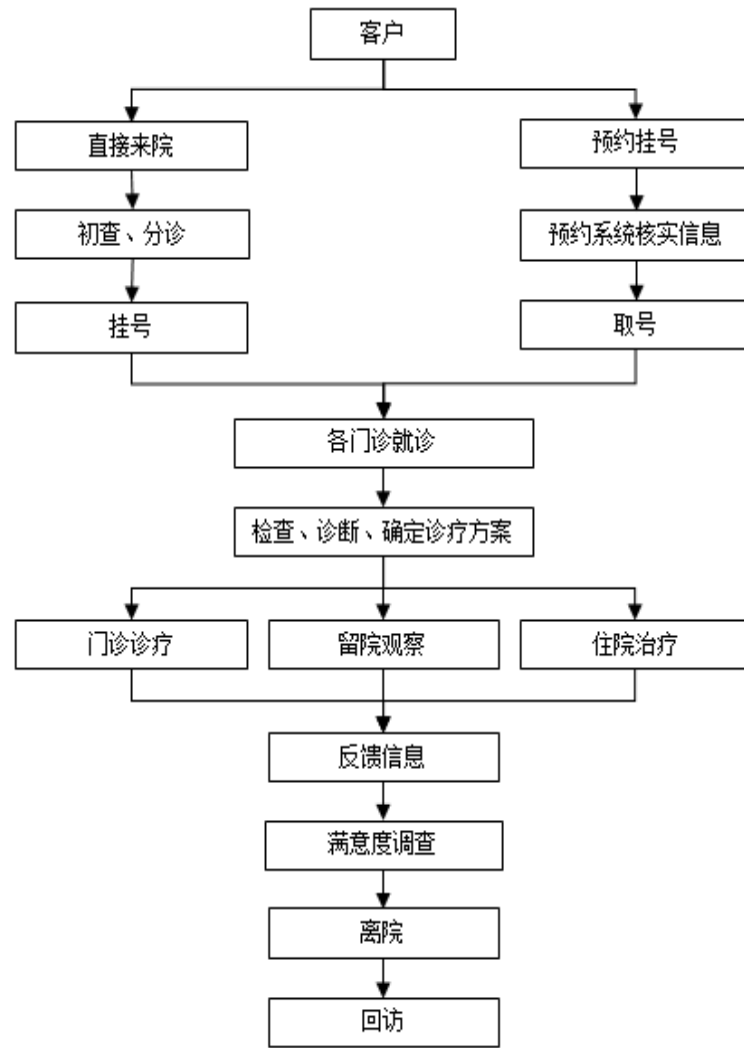 客户
直接来院
预约挂号
初查、分诊
预约系统核实信息
挂号
取号
各门诊就诊
检查、诊断、确定诊疗方案
门诊诊疗
留院观察
住院治疗
反馈信息
满意度调查
离院
回访